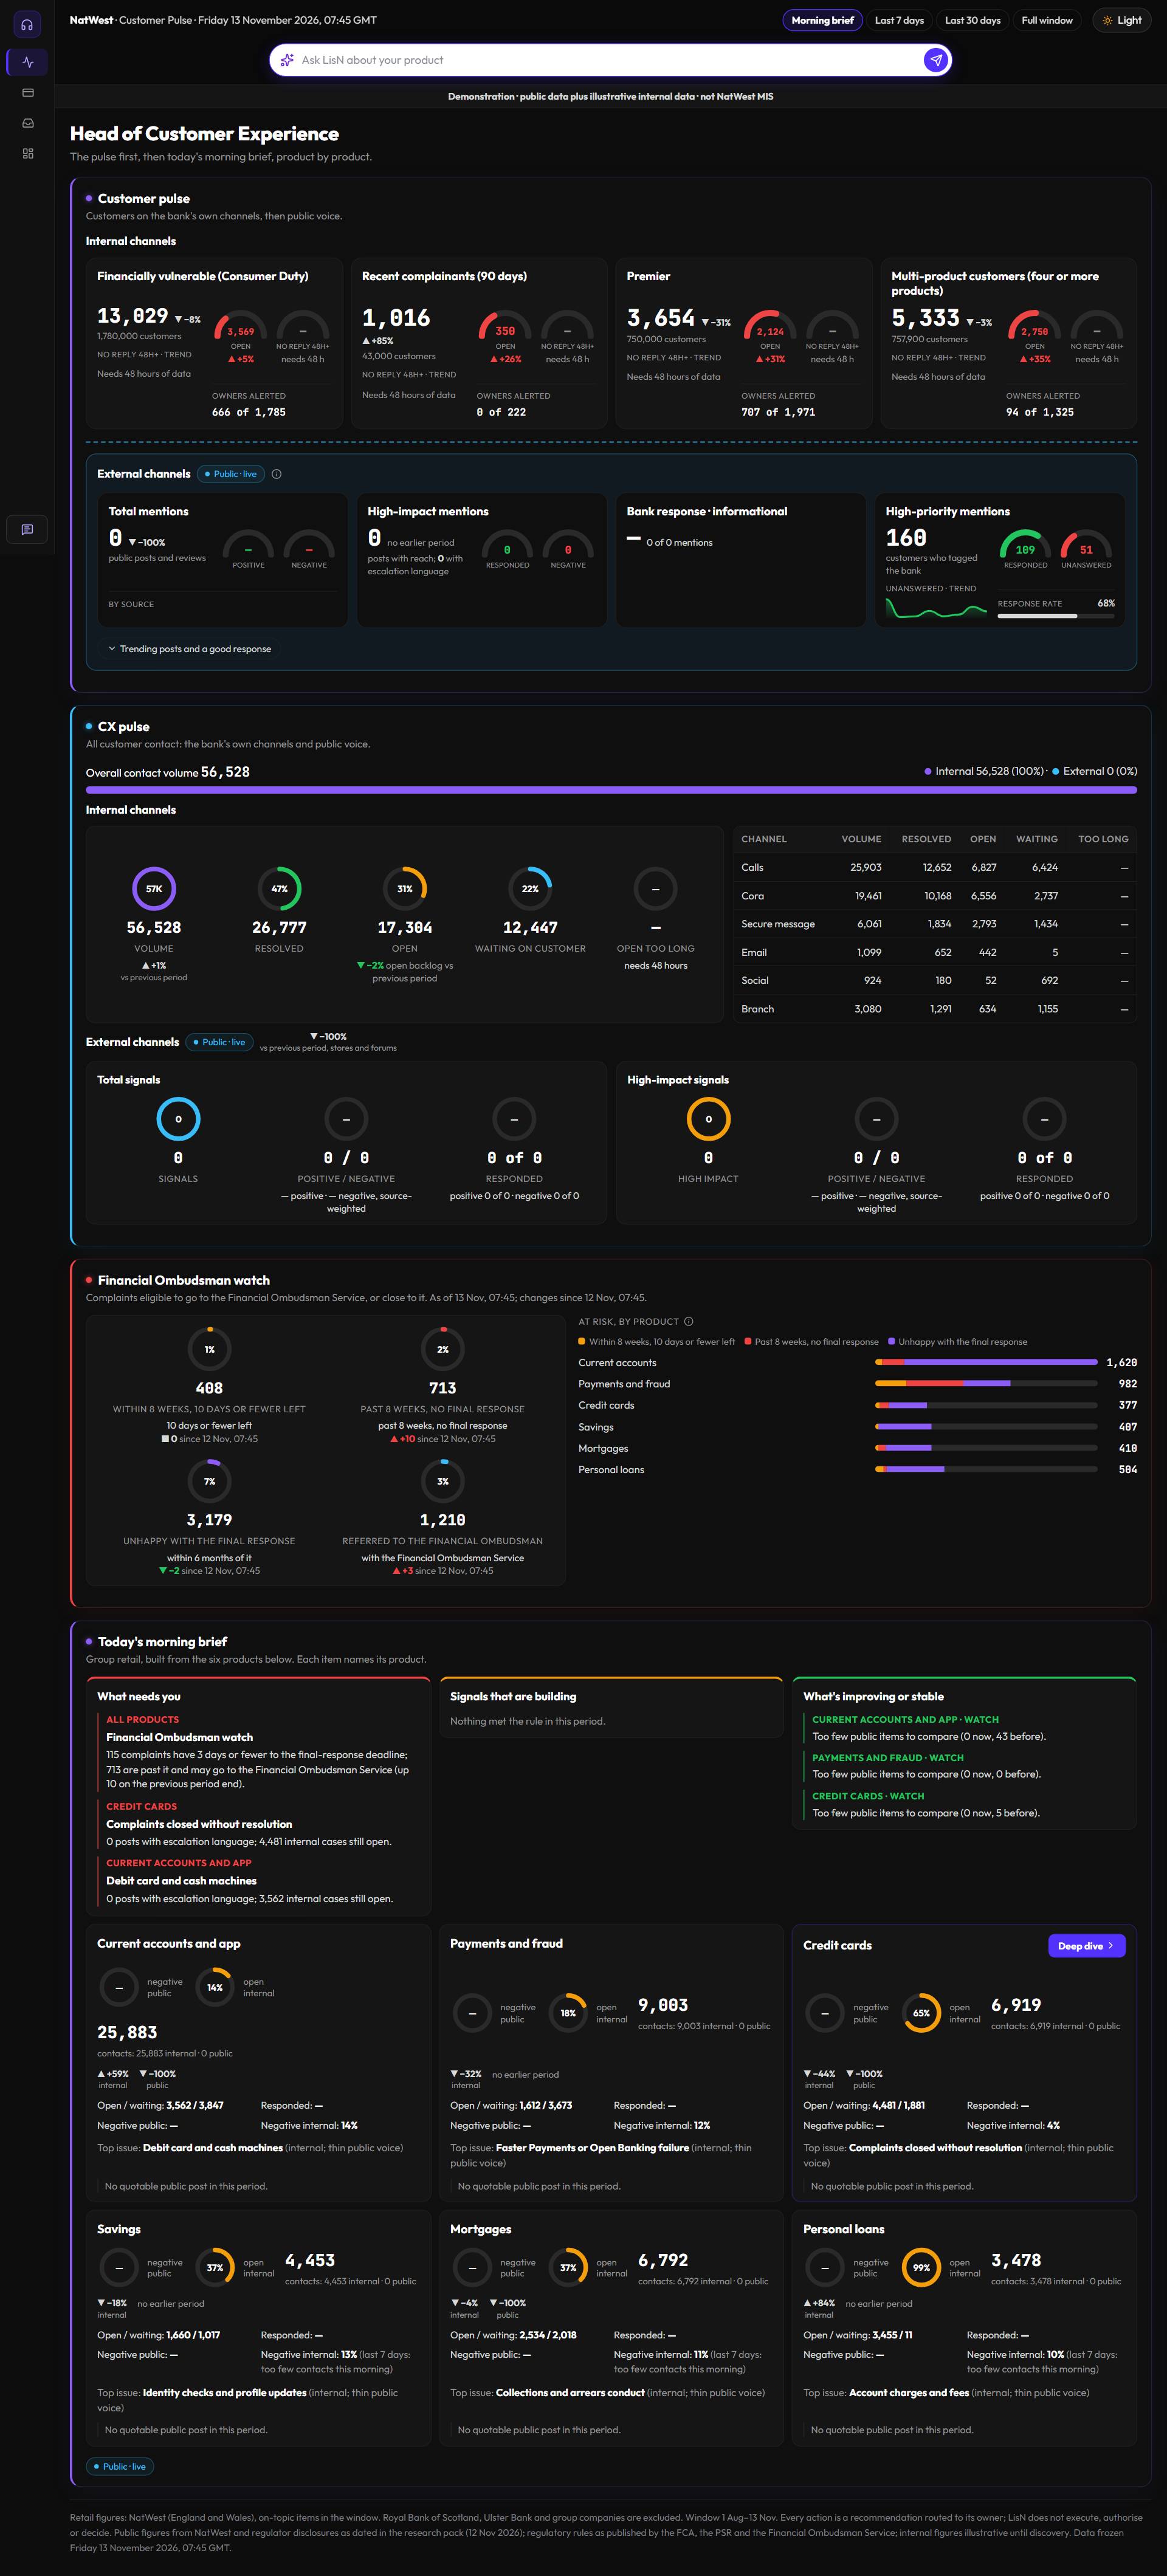 NatWest · Customer Pulse · Friday 13 November 2026, 07:45 GMT
Morning brief
Last 7 days
Last 30 days
Full window
Light
Ask LisN about your product
Demonstration · public data plus illustrative internal data · not NatWest MIS
Head of Customer Experience
The pulse first, then today's morning brief, product by product.
Customer pulse
Customers on the bank's own channels, then public voice.
Internal channels
Financially vulnerable (Consumer Duty)
13,029 ▼ −8%
1,780,000 customers
NO REPLY 48H+ · TREND
Needs 48 hours of data
3,569
OPEN
▲ +5%
—
NO REPLY 48H+
needs 48 h
OWNERS ALERTED
666 of 1,785
Recent complainants (90 days)
1,016
▲ +85%
43,000 customers
NO REPLY 48H+ · TREND
Needs 48 hours of data
350
OPEN
▲ +26%
—
NO REPLY 48H+
needs 48 h
OWNERS ALERTED
0 of 222
Premier
3,654 ▼ −31%
750,000 customers
NO REPLY 48H+ · TREND
Needs 48 hours of data
2,124
OPEN
▲ +31%
—
NO REPLY 48H+
needs 48 h
OWNERS ALERTED
707 of 1,971
Multi-product customers (four or more
products)
5,333 ▼ −3%
757,900 customers
NO REPLY 48H+ · TREND
Needs 48 hours of data
2,750
OPEN
▲ +35%
—
NO REPLY 48H+
needs 48 h
OWNERS ALERTED
94 of 1,325
External channels
Public · live
Total mentions
0 ▼ −100%
public posts and reviews
—
POSITIVE
—
NEGATIVE
BY SOURCE
High-impact mentions
0 no earlier period
posts with reach; 0 with
escalation language
0
RESPONDED
0
NEGATIVE
Bank response · informational
— 0 of 0 mentions
High-priority mentions
160
customers who tagged
the bank
109
RESPONDED
51
UNANSWERED
UNANSWERED · TREND
RESPONSE RATE 68%
Trending posts and a good response
CX pulse
All customer contact: the bank's own channels and public voice.
Overall contact volume 56,528
Internal 56,528 (100%) · External 0 (0%)
Internal channels
57K
56,528
VOLUME
▲ +1%
vs previous period
47%
26,777
RESOLVED
31%
17,304
OPEN
▼ −2% open backlog vs
previous period
22%
12,447
WAITING ON CUSTOMER
—
—
OPEN TOO LONG
needs 48 hours
CHANNEL VOLUME RESOLVED OPEN WAITING TOO LONG
Calls 25,903 12,652 6,827 6,424 —
Cora 19,461 10,168 6,556 2,737 —
Secure message 6,061 1,834 2,793 1,434 —
Email 1,099 652 442 5 —
Social 924 180 52 692 —
Branch 3,080 1,291 634 1,155 —
External channels
Public · live
▼ −100%
vs previous period, stores and forums
Total signals
0
0
SIGNALS
—
0 / 0
POSITIVE / NEGATIVE
— positive · — negative, source-
weighted
—
0 of 0
RESPONDED
positive 0 of 0 · negative 0 of 0
High-impact signals
0
0
HIGH IMPACT
—
0 / 0
POSITIVE / NEGATIVE
— positive · — negative, source-
weighted
—
0 of 0
RESPONDED
positive 0 of 0 · negative 0 of 0
Financial Ombudsman watch
Complaints eligible to go to the Financial Ombudsman Service, or close to it. As of 13 Nov, 07:45; changes since 12 Nov, 07:45.
1%
408
WITHIN 8 WEEKS, 10 DAYS OR FEWER LEFT
10 days or fewer left
■ 0 since 12 Nov, 07:45
2%
713
PAST 8 WEEKS, NO FINAL RESPONSE
past 8 weeks, no final response
▲ +10 since 12 Nov, 07:45
7%
3,179
UNHAPPY WITH THE FINAL RESPONSE
within 6 months of it
▼ −2 since 12 Nov, 07:45
3%
1,210
REFERRED TO THE FINANCIAL OMBUDSMAN
with the Financial Ombudsman Service
▲ +3 since 12 Nov, 07:45
AT RISK, BY PRODUCT
Within 8 weeks, 10 days or fewer left
Past 8 weeks, no final response
Unhappy with the final response
Current accounts 1,620
Payments and fraud 982
Credit cards 377
Savings 407
Mortgages 410
Personal loans 504
Today's morning brief
Group retail, built from the six products below. Each item names its product.
What needs you
ALL PRODUCTS
Financial Ombudsman watch
115 complaints have 3 days or fewer to the final-response deadline;
713 are past it and may go to the Financial Ombudsman Service (up
10 on the previous period end).
CREDIT CARDS
Complaints closed without resolution
0 posts with escalation language; 4,481 internal cases still open.
CURRENT ACCOUNTS AND APP
Debit card and cash machines
0 posts with escalation language; 3,562 internal cases still open.
Signals that are building
Nothing met the rule in this period.
What's improving or stable
CURRENT ACCOUNTS AND APP · WATCH
Too few public items to compare (0 now, 43 before).
PAYMENTS AND FRAUD · WATCH
Too few public items to compare (0 now, 0 before).
CREDIT CARDS · WATCH
Too few public items to compare (0 now, 5 before).
Current accounts and app
—
negative
public
14%
open
internal
25,883
contacts: 25,883 internal · 0 public
▲ +59% ▼ −100%
internal public
Open / waiting: 3,562 / 3,847 Responded: —
Negative public: — Negative internal: 14%
Top issue: Debit card and cash machines (internal; thin public voice)
No quotable public post in this period.
Payments and fraud
—
negative
public
18%
open
internal
9,003
contacts: 9,003 internal · 0 public
▼ −32% no earlier period
internal
Open / waiting: 1,612 / 3,673 Responded: —
Negative public: — Negative internal: 12%
Top issue: Faster Payments or Open Banking failure (internal; thin
public voice)
No quotable public post in this period.
Credit cards
Deep dive
—
negative
public
65%
open
internal
6,919
contacts: 6,919 internal · 0 public
▼ −44% ▼ −100%
internal public
Open / waiting: 4,481 / 1,881 Responded: —
Negative public: — Negative internal: 4%
Top issue: Complaints closed without resolution (internal; thin public
voice)
No quotable public post in this period.
Savings
—
negative
public
37%
open
internal
4,453
contacts: 4,453 internal · 0 public
▼ −18% no earlier period
internal
Open / waiting: 1,660 / 1,017 Responded: —
Negative public: — Negative internal: 13% (last 7 days:
too few contacts this morning)
Top issue: Identity checks and profile updates (internal; thin public
voice)
No quotable public post in this period.
Mortgages
—
negative
public
37%
open
internal
6,792
contacts: 6,792 internal · 0 public
▼ −4% ▼ −100%
internal public
Open / waiting: 2,534 / 2,018 Responded: —
Negative public: — Negative internal: 11% (last 7 days:
too few contacts this morning)
Top issue: Collections and arrears conduct (internal; thin public voice)
No quotable public post in this period.
Personal loans
—
negative
public
99%
open
internal
3,478
contacts: 3,478 internal · 0 public
▲ +84% no earlier period
internal
Open / waiting: 3,455 / 11 Responded: —
Negative public: — Negative internal: 10% (last 7 days:
too few contacts this morning)
Top issue: Account charges and fees (internal; thin public voice)
No quotable public post in this period.
Public · live
Retail figures: NatWest (England and Wales), on-topic items in the window. Royal Bank of Scotland, Ulster Bank and group companies are excluded. Window 1 Aug–13 Nov. Every action is a recommendation routed to its owner; LisN does not execute, authorise
or decide. Public figures from NatWest and regulator disclosures as dated in the research pack (12 Nov 2026); regulatory rules as published by the FCA, the PSR and the Financial Ombudsman Service; internal figures illustrative until discovery. Data frozen
Friday 13 November 2026, 07:45 GMT.